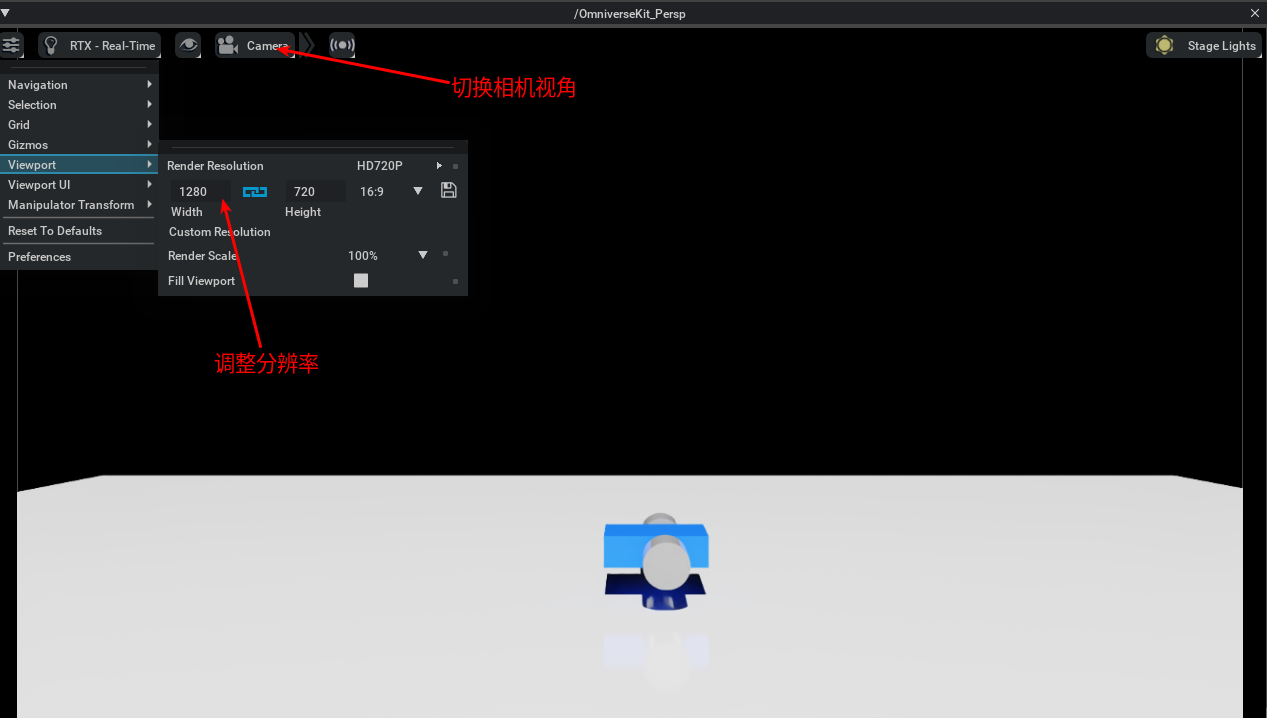 /OmniverseKit_Persp
RTX - Real-Time
Camera
Stage Lights
切换相机视角
Navigation
Selection
Grid
Gizmos
Viewport
Viewport UI
Manipulator Transform
Reset To Defaults
Preferences
Render Resolution HD720P
1280 720 16:9
Width Height
Custom Resolution
Render Scale 100%
Fill Viewport
调整分辨率